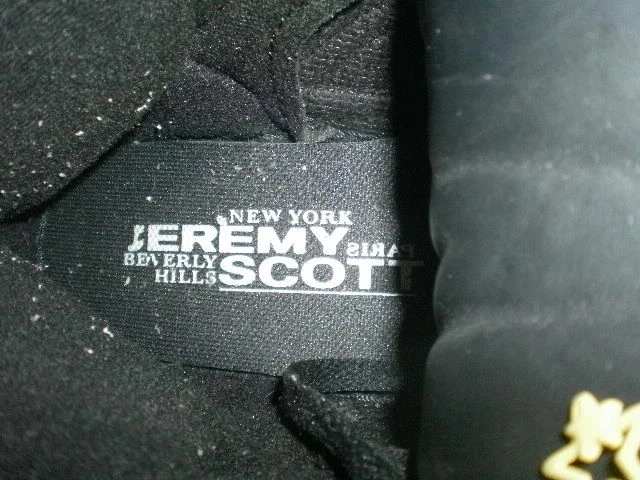 NEW YORK
JEREMY PARIS
BEVERLY HILLS SCOTT